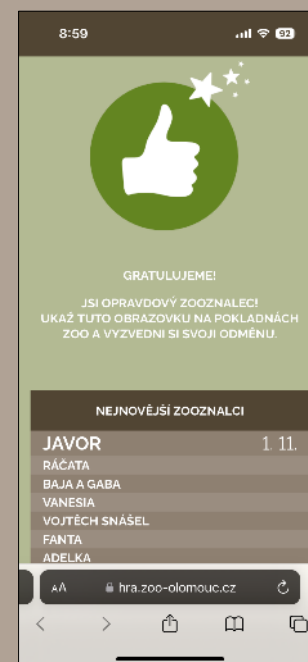 8:59
92
GRATULUJEME!
JSI OPRAVDOVÝ ZOOZNALEC!
UKAŽ TUTO OBRAZOVKU NA POKLADNÁCH
ZOO A VYZVEDNI SI SVOJI ODMĚNU.
NEJNOVĚJŠÍ ZOOZNALCI
JAVOR 1. 11.
RÁČATA
BAJA A GABA
VANESIA
VOJTĚCH SNÁŠEL
FANTA
ADELKA
AA hra.zoo-olomouc.cz